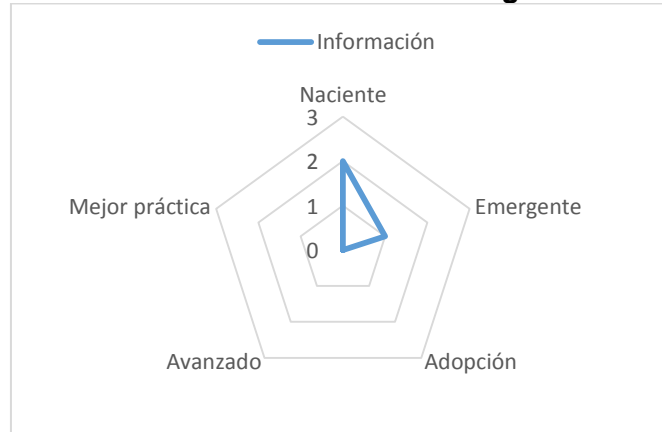 Información
Naciente
3
2
1
0
Mejor práctica
Emergente
Avanzado
Adopción